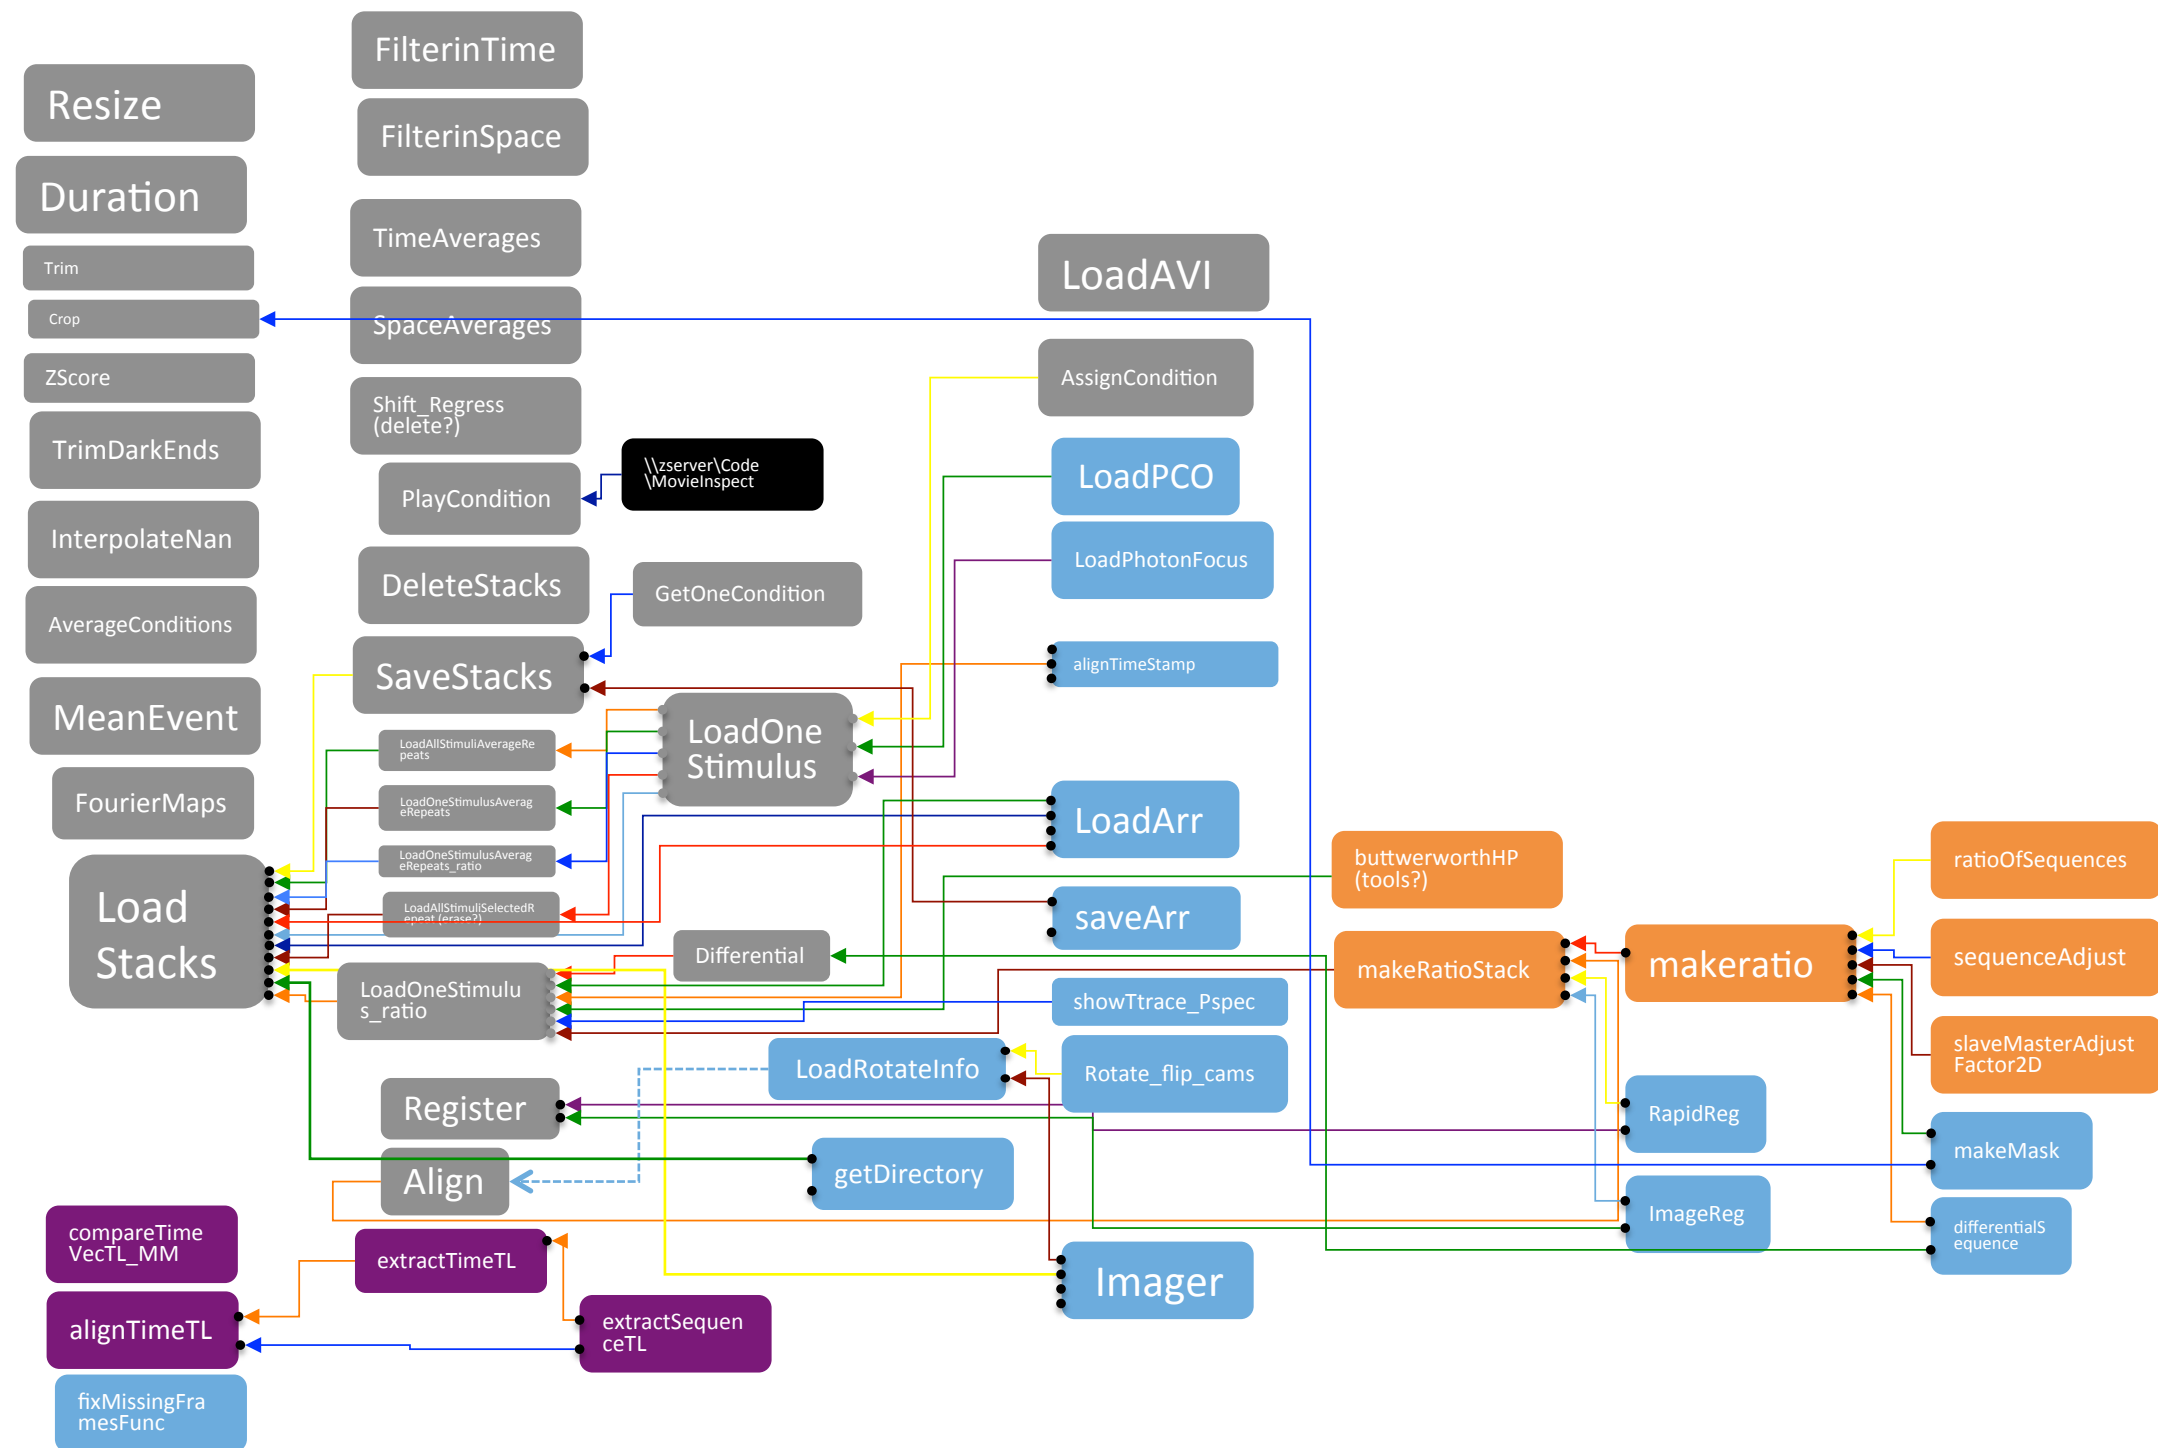 FilterinTime
Resize
FilterinSpace
Duration
TimeAverages
Trim
LoadAVI
Crop
SpaceAverages
ZScore
AssignCondition
Shift_Regress
(delete?)
TrimDarkEnds
\\zserver\Code
\MovieInspect
PlayCondition
LoadPCO
InterpolateNan
LoadPhotonFocus
DeleteStacks
GetOneCondition
AverageConditions
SaveStacks
alignTimeStamp
MeanEvent
LoadOne
Stimulus
LoadAllStimuliAverageRe
peats
FourierMaps
LoadOneStimulusAverag
eRepeats
LoadArr
LoadOneStimulusAverag
eRepeats_ratio
buttwerworthHP
(tools?)
ratioOfSequences
Load
Stacks
LoadAllStimuliSelectedR
epeat (erase?)
saveArr
Differential
makeRatioStack
makeratio
sequenceAdjust
LoadOneStimulu
s_ratio
showTtrace_Pspec
slaveMasterAdjust
Factor2D
LoadRotateInfo
Rotate_flip_cams
Register
RapidReg
makeMask
Align
getDirectory
ImageReg
differentialS
equence
compareTime
VecTL_MM
extractTimeTL
Imager
alignTimeTL
extractSequen
ceTL
fixMissingFra
mesFunc